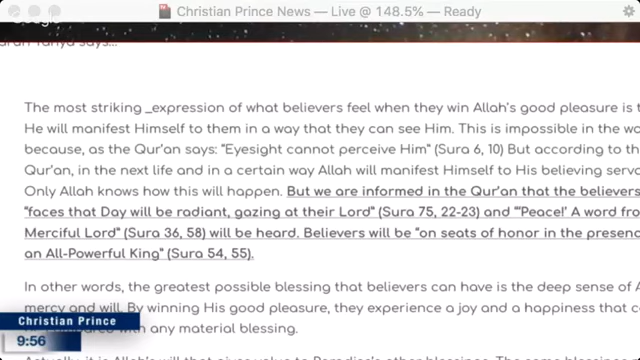 Christian Prince News — Live @ 148.5% — Ready
Tanya says...
The most striking _expression of what believers feel when they win Allah's good pleasure is
He will manifest Himself to them in a way that they can see Him. This is impossible in the
because, as the Qur'an says: "Eyesight cannot perceive Him" (Sura 6, 10) But according to
Qur'an, in the next life and in a certain way Allah will manifest Himself to His believing
Only Allah knows how this will happen. But we are informed in the Qur'an that the believers
"faces that Day will be radiant, gazing at their Lord" (Sura 75, 22-23) and "'Peace!' A word from
Merciful Lord" (Sura 36, 58) will be heard. Believers will be "on seats of honor in the
an All-Powerful King" (Sura 54, 55).
In other words, the greatest possible blessing that believers can have is the deep sense of
mercy and will. By winning His good pleasure, they experience a joy and a happiness that
with any material blessing.
Christian Prince
9:56